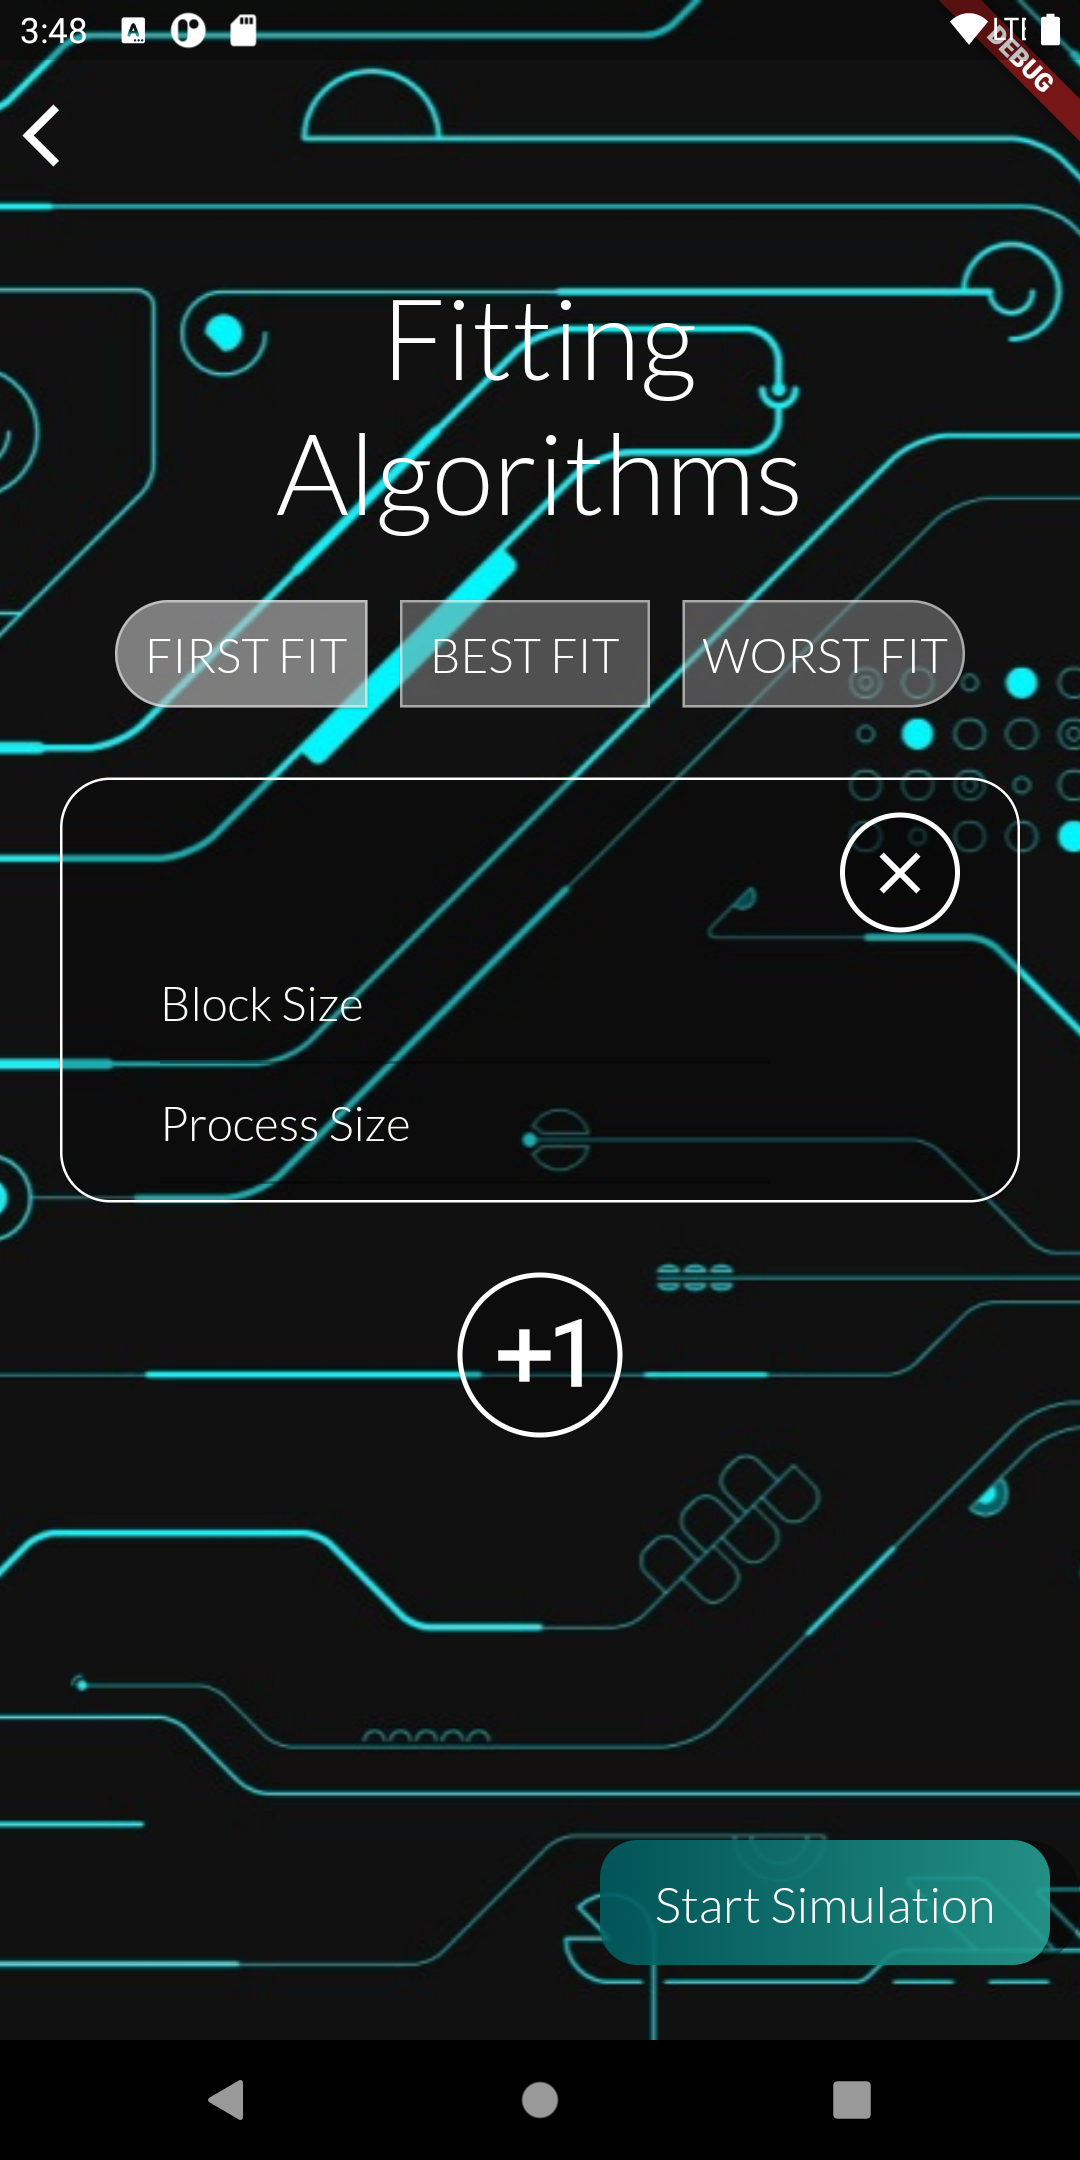 3:48
LTE
DEBUG
Fitting
Algorithms
FIRST FIT
BEST FIT
WORST FIT
Block Size
Process Size
+1
Start Simulation